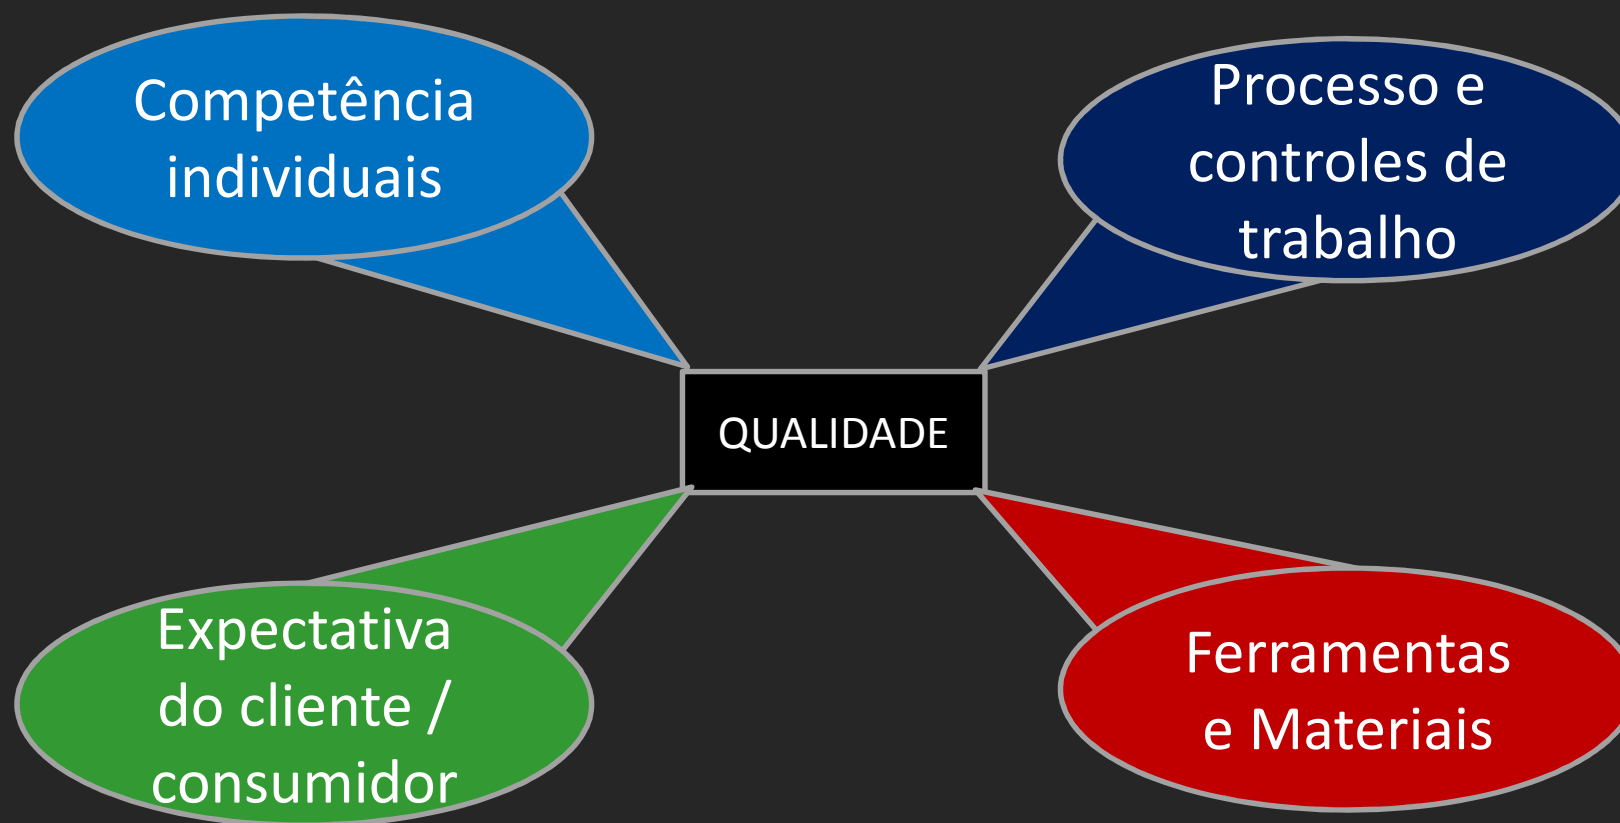 Competência
individuais
Processo e
controles de
trabalho
QUALIDADE
Expectativa
do cliente /
consumidor
Ferramentas
e Materiais